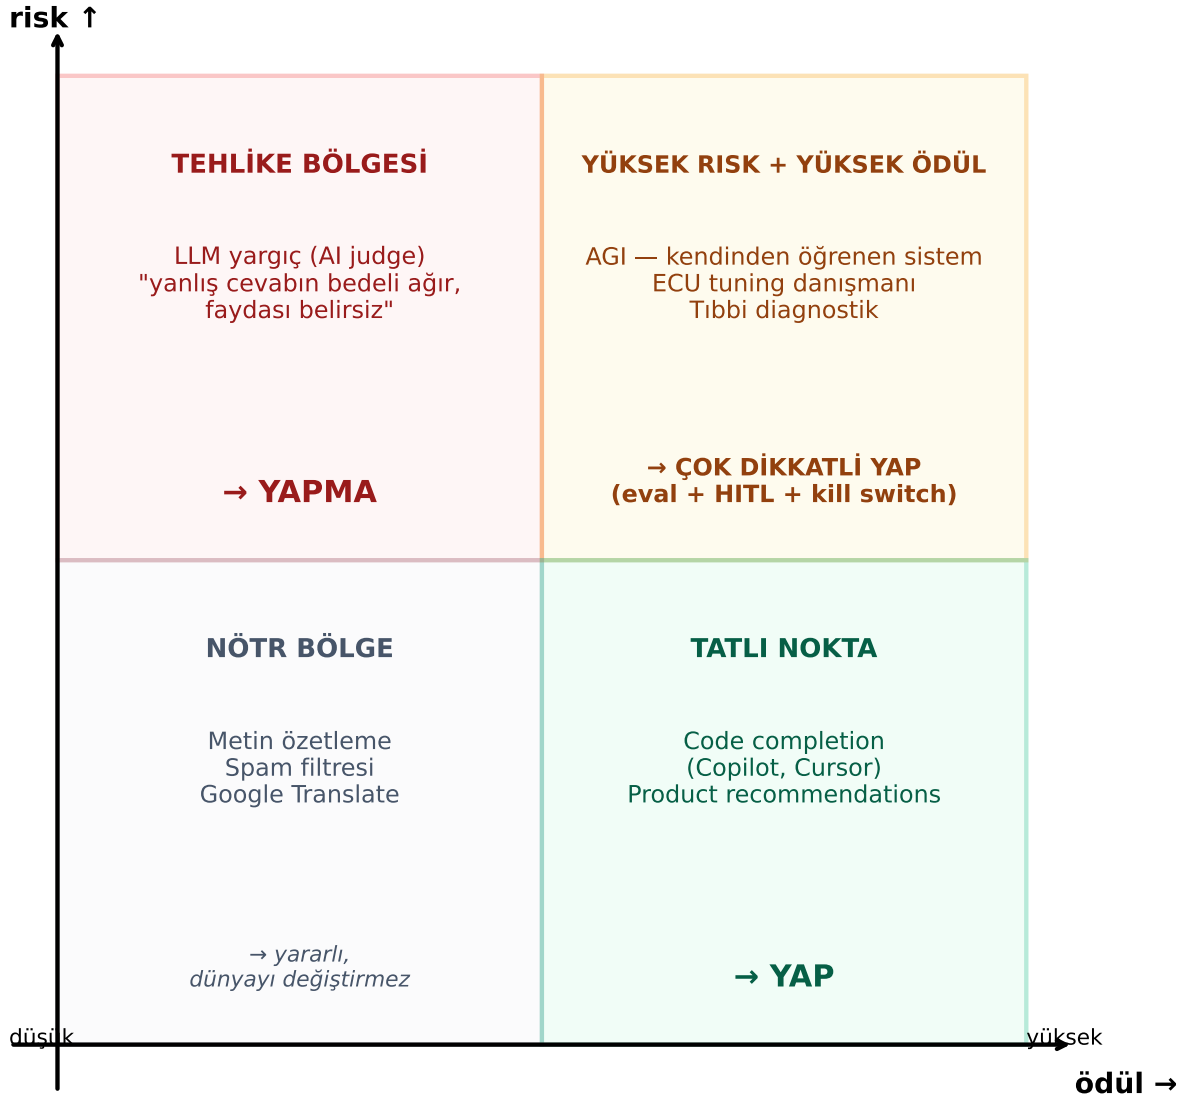 risk ↑
TEHLİKE BÖLGESİ
LLM yargıç (AI judge)
"yanlış cevabın bedeli ağır,
faydası belirsiz"
→ YAPMA
YÜKSEK RISK + YÜKSEK ÖDÜL
AGI — kendinden öğrenen sistem
ECU tuning danışmanı
Tıbbi diagnostik
→ ÇOK DİKKATLİ YAP
(eval + HITL + kill switch)
NÖTR BÖLGE
Metin özetleme
Spam filtresi
Google Translate
→ yararlı,
dünyayı değiştirmez
TATLI NOKTA
Code completion
(Copilot, Cursor)
Product recommendations
→ YAP
düşük
yüksek
ödül →